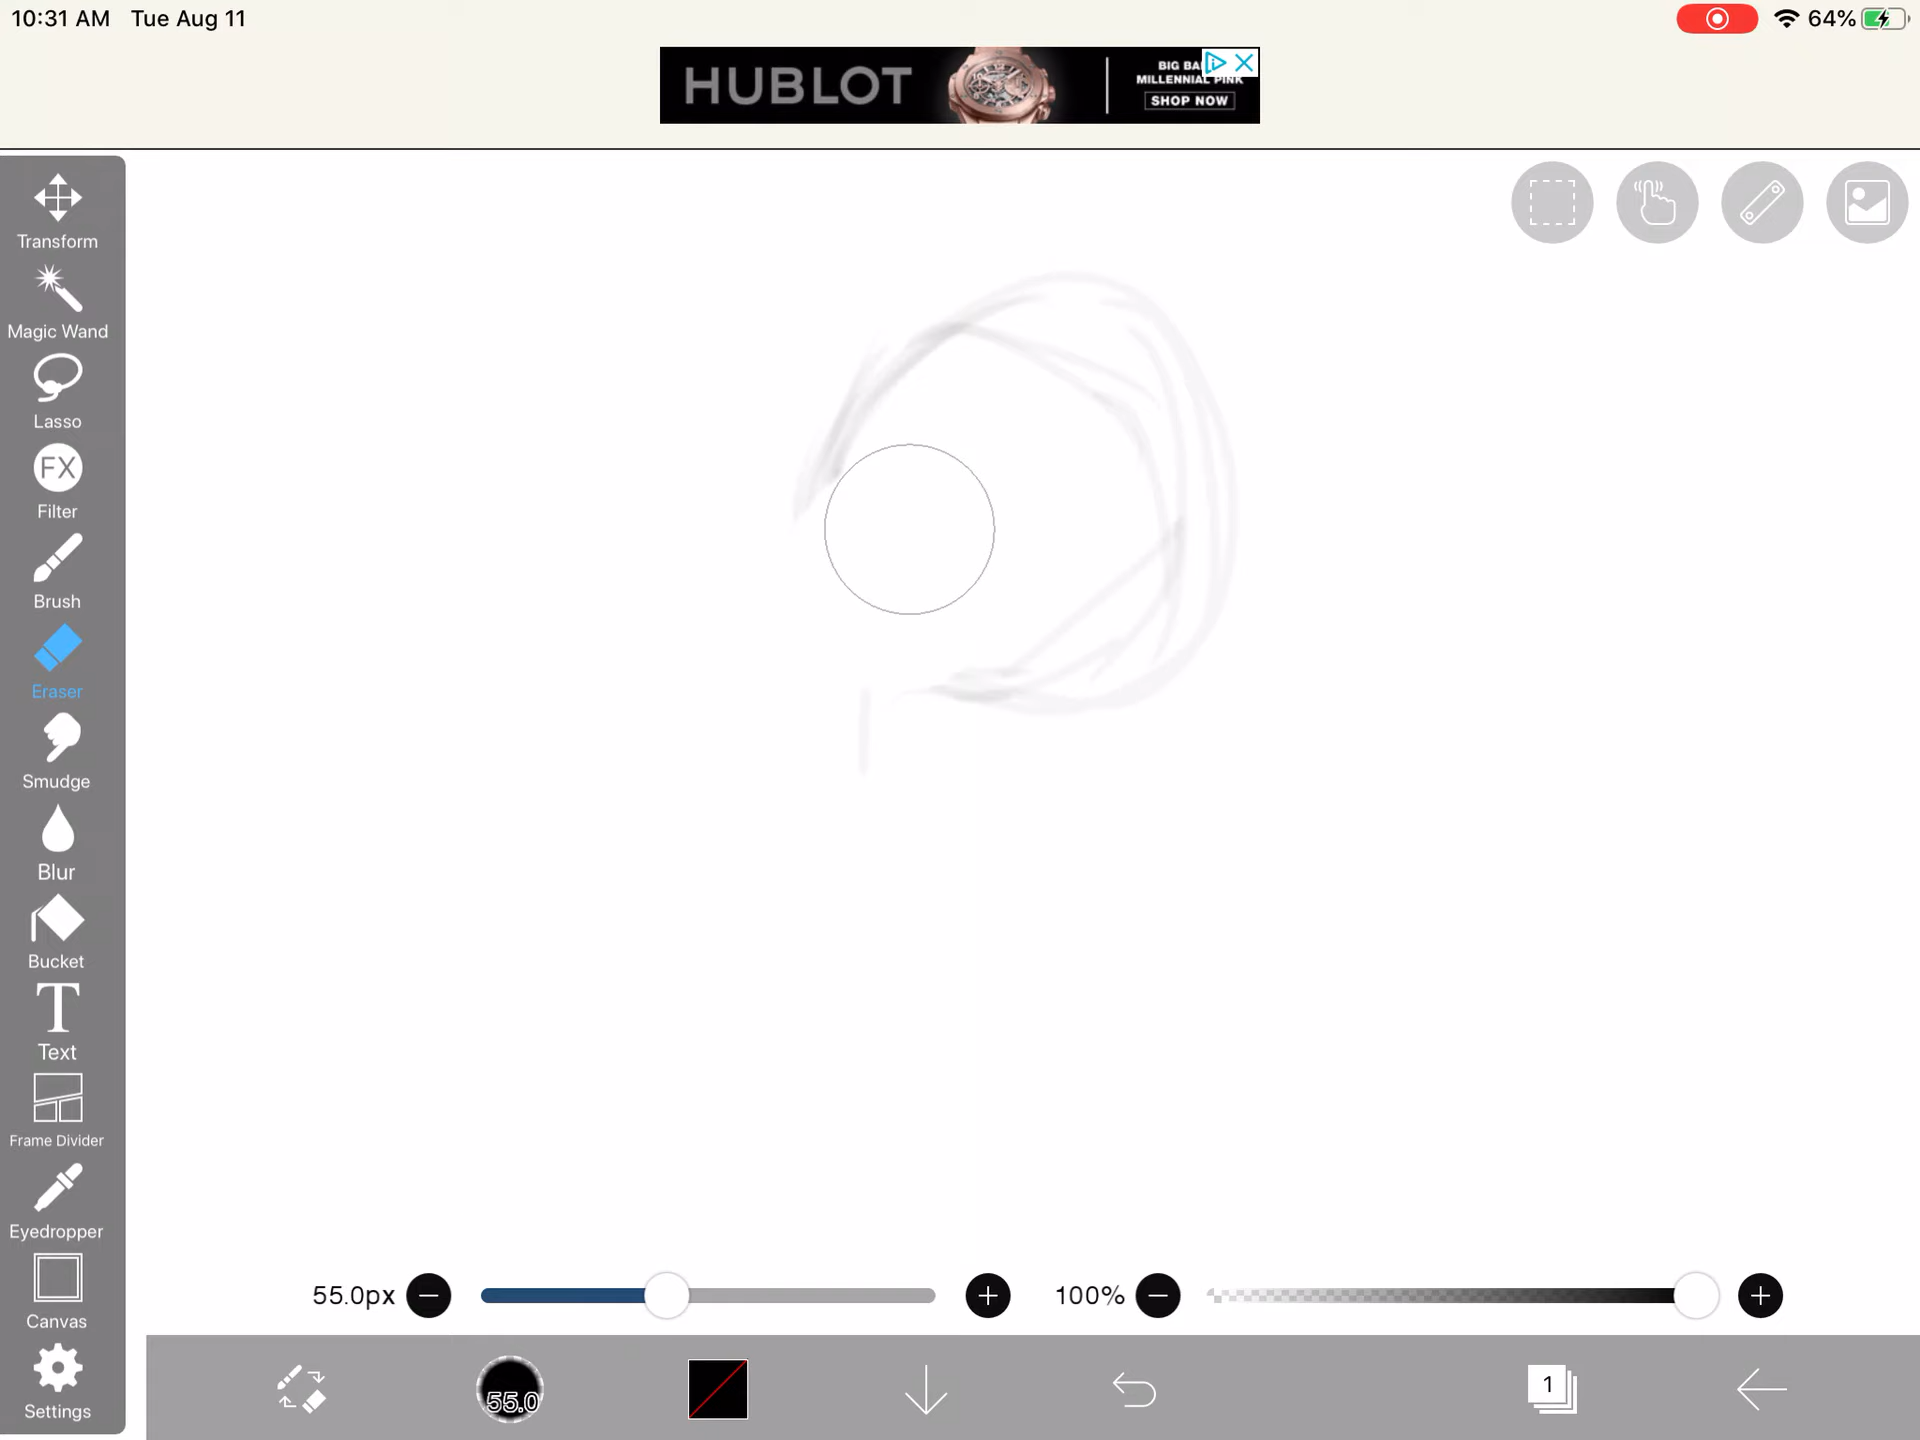 10:31 AM Tue Aug 11
64%
HUBLOT
BIG BA
MILLENNIAL PINK
SHOP NOW
Transform
Magic Wand
Lasso
FX
Filter
Brush
Eraser
Smudge
Blur
Bucket
T
Text
Frame Divider
Eyedropper
Canvas
Settings
55.0px
100%
55.0
1